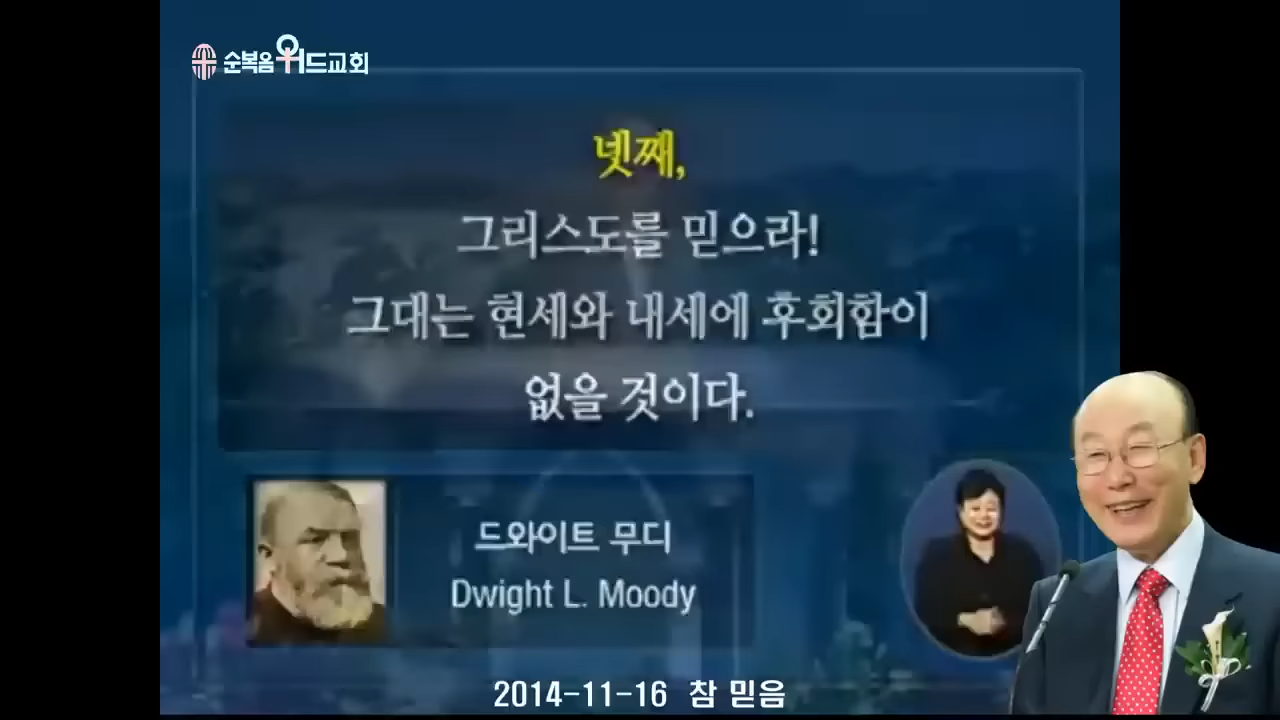 순복음워드교회
넷째,
그리스도를 믿으라!
그대는 현세와 내세에 후회함이
없을 것이다.
드와이트 무디
Dwight L. Moody
2014-11-16 참 믿음